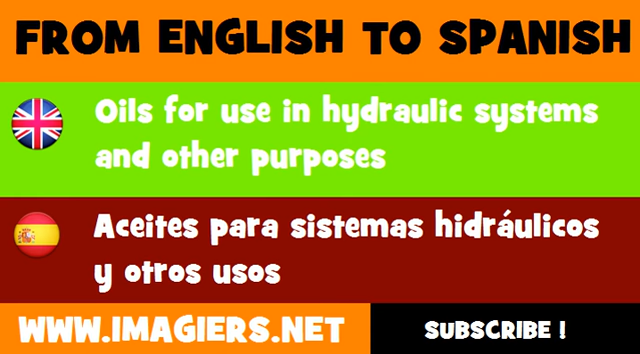 FROM ENGLISH TO SPANISH
Oils for use in hydraulic systems
and other purposes
Aceites para sistemas hidráulicos
y otros usos
WWW.IMAGIERS.NET
SUBSCRIBE !